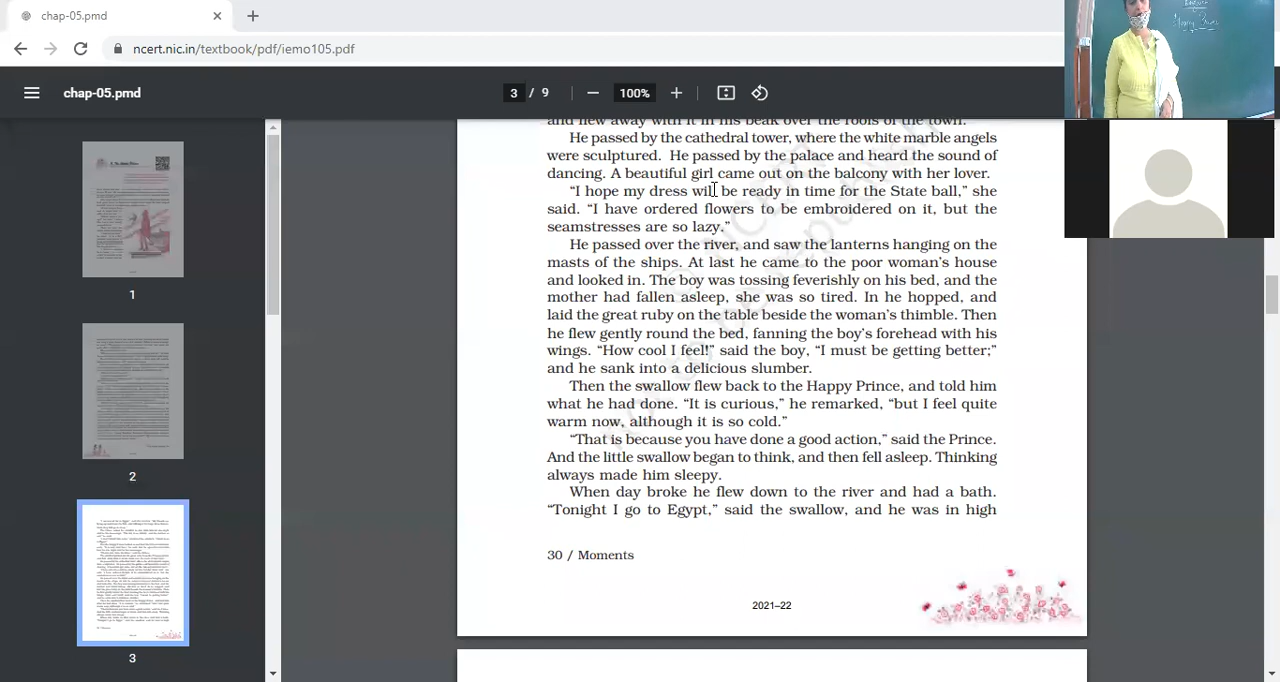 chap-05.pmd
ncert.nic.in/textbook/pdf/iemo105.pdf
chap-05.pmd
3 / 9
100%
and flew away with it in his beak over the roofs of the town.
He passed by the cathedral tower, where the white marble angels
were sculptured. He passed by the palace and heard the sound of
dancing. A beautiful girl came out on the balcony with her lover.
“I hope my dress will be ready in time for the State ball,” she
said. “I have ordered flowers to be embroidered on it, but the
seamstresses are so lazy.”
He passed over the river, and saw the lanterns hanging on the
masts of the ships. At last he came to the poor woman’s house
and looked in. The boy was tossing feverishly on his bed, and the
mother had fallen asleep, she was so tired. In he hopped, and
laid the great ruby on the table beside the woman’s thimble. Then
he flew gently round the bed, fanning the boy’s forehead with his
wings. “How cool I feel!” said the boy, “I must be getting better;”
and he sank into a delicious slumber.
Then the swallow flew back to the Happy Prince, and told him
what he had done. “It is curious,” he remarked, “but I feel quite
warm now, although it is so cold.”
“That is because you have done a good action,” said the Prince.
And the little swallow began to think, and then fell asleep. Thinking
always made him sleepy.
When day broke he flew down to the river and had a bath.
“Tonight I go to Egypt,” said the swallow, and he was in high
30 / Moments
2021–22
1
2
3